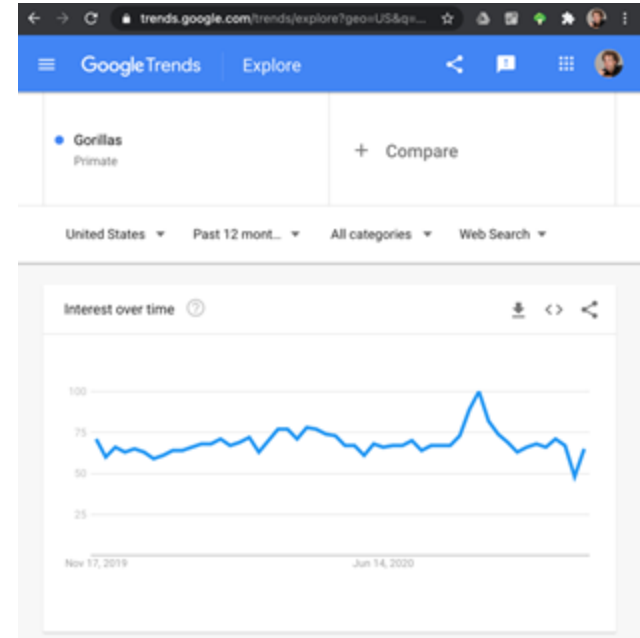 trends.google.com/trends/explore?geo=US&q=...
Google Trends
Explore
Gorillas
Primate
+ Compare
United States
Past 12 mont...
All categories
Web Search
Interest over time
100
75
50
25
Nov 17, 2019
Jun 14, 2020